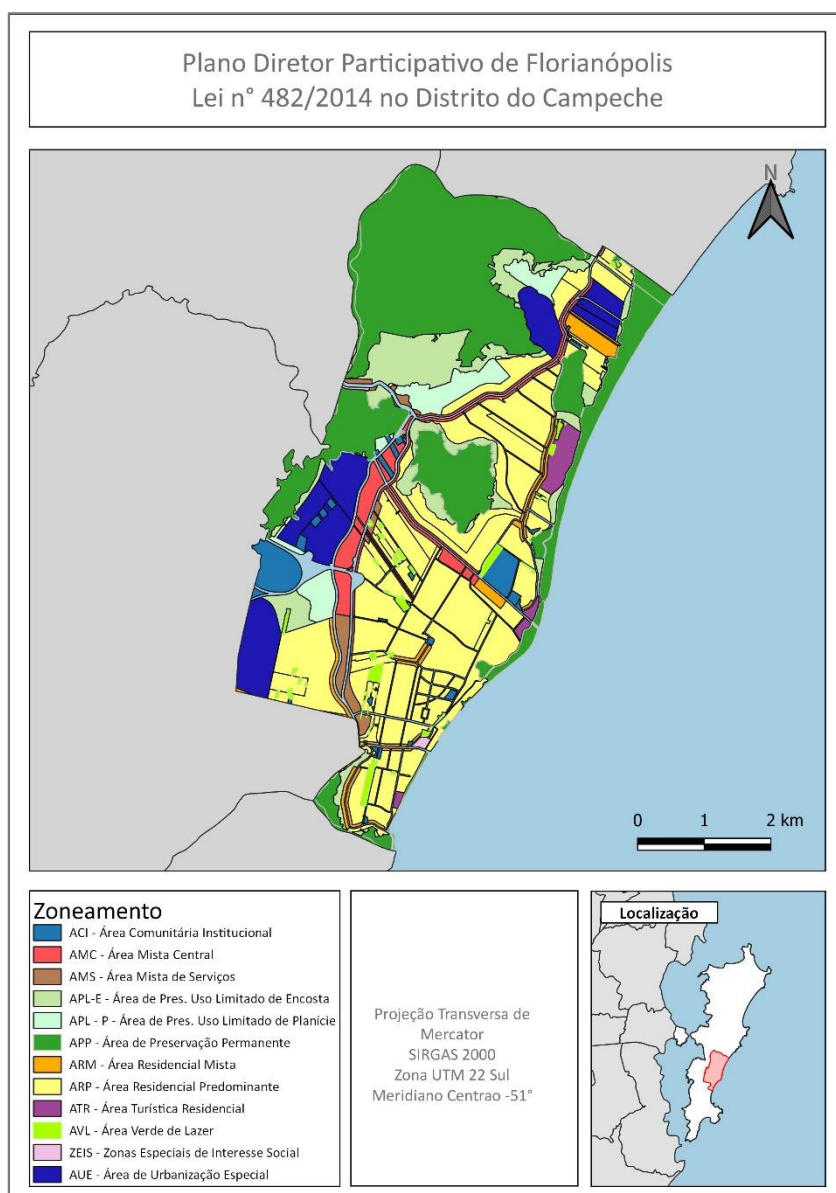 Plano Diretor Participativo de Florianópolis
Lei n° 482/2014 no Distrito do Campeche
N
0 1 2 km
Zoneamento
ACI - Área Comunitária Institucional
AMC - Área Mista Central
AMS - Área Mista de Serviços
APL-E - Área de Pres. Uso Limitado de Encosta
APL - P - Área de Pres. Uso Limitado de Planície
APP - Área de Preservação Permanente
ARM - Área Residencial Mista
ARP - Área Residencial Predominante
ATR - Área Turística Residencial
AVL - Área Verde de Lazer
ZEIS - Zonas Especiais de Interesse Social
AUE - Área de Urbanização Especial
Projeção Transversa de
Mercator
SIRGAS 2000
Zona UTM 22 Sul
Meridiano Centrao -51°
Localização